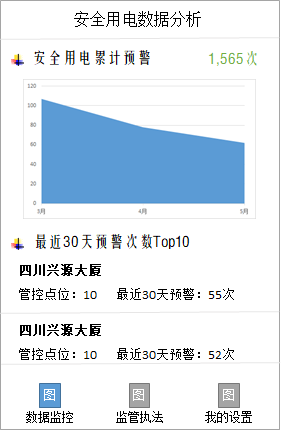 安全用电数据分析
安全用电累计预警 1,565次
120
100
80
60
40
20
0
3月 4月 5月
最近30天预警次数Top10
四川兴源大厦
管控点位：10 最近30天预警：55次
四川兴源大厦
管控点位：10 最近30天预警：52次
图 图 图
数据监控 监管执法 我的设置